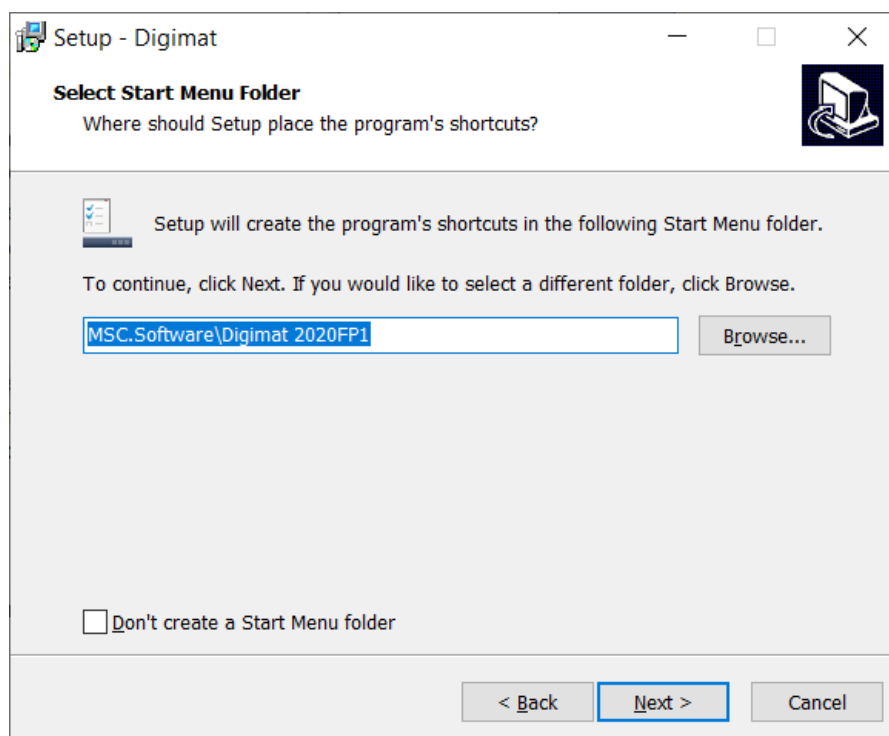 Setup - Digimat
Select Start Menu Folder
Where should Setup place the program's shortcuts?
Setup will create the program's shortcuts in the following Start Menu folder.
To continue, click Next. If you would like to select a different folder, click Browse.
MSC.Software\Digimat 2020FP1
Browse...
Don't create a Start Menu folder
< Back
Next >
Cancel